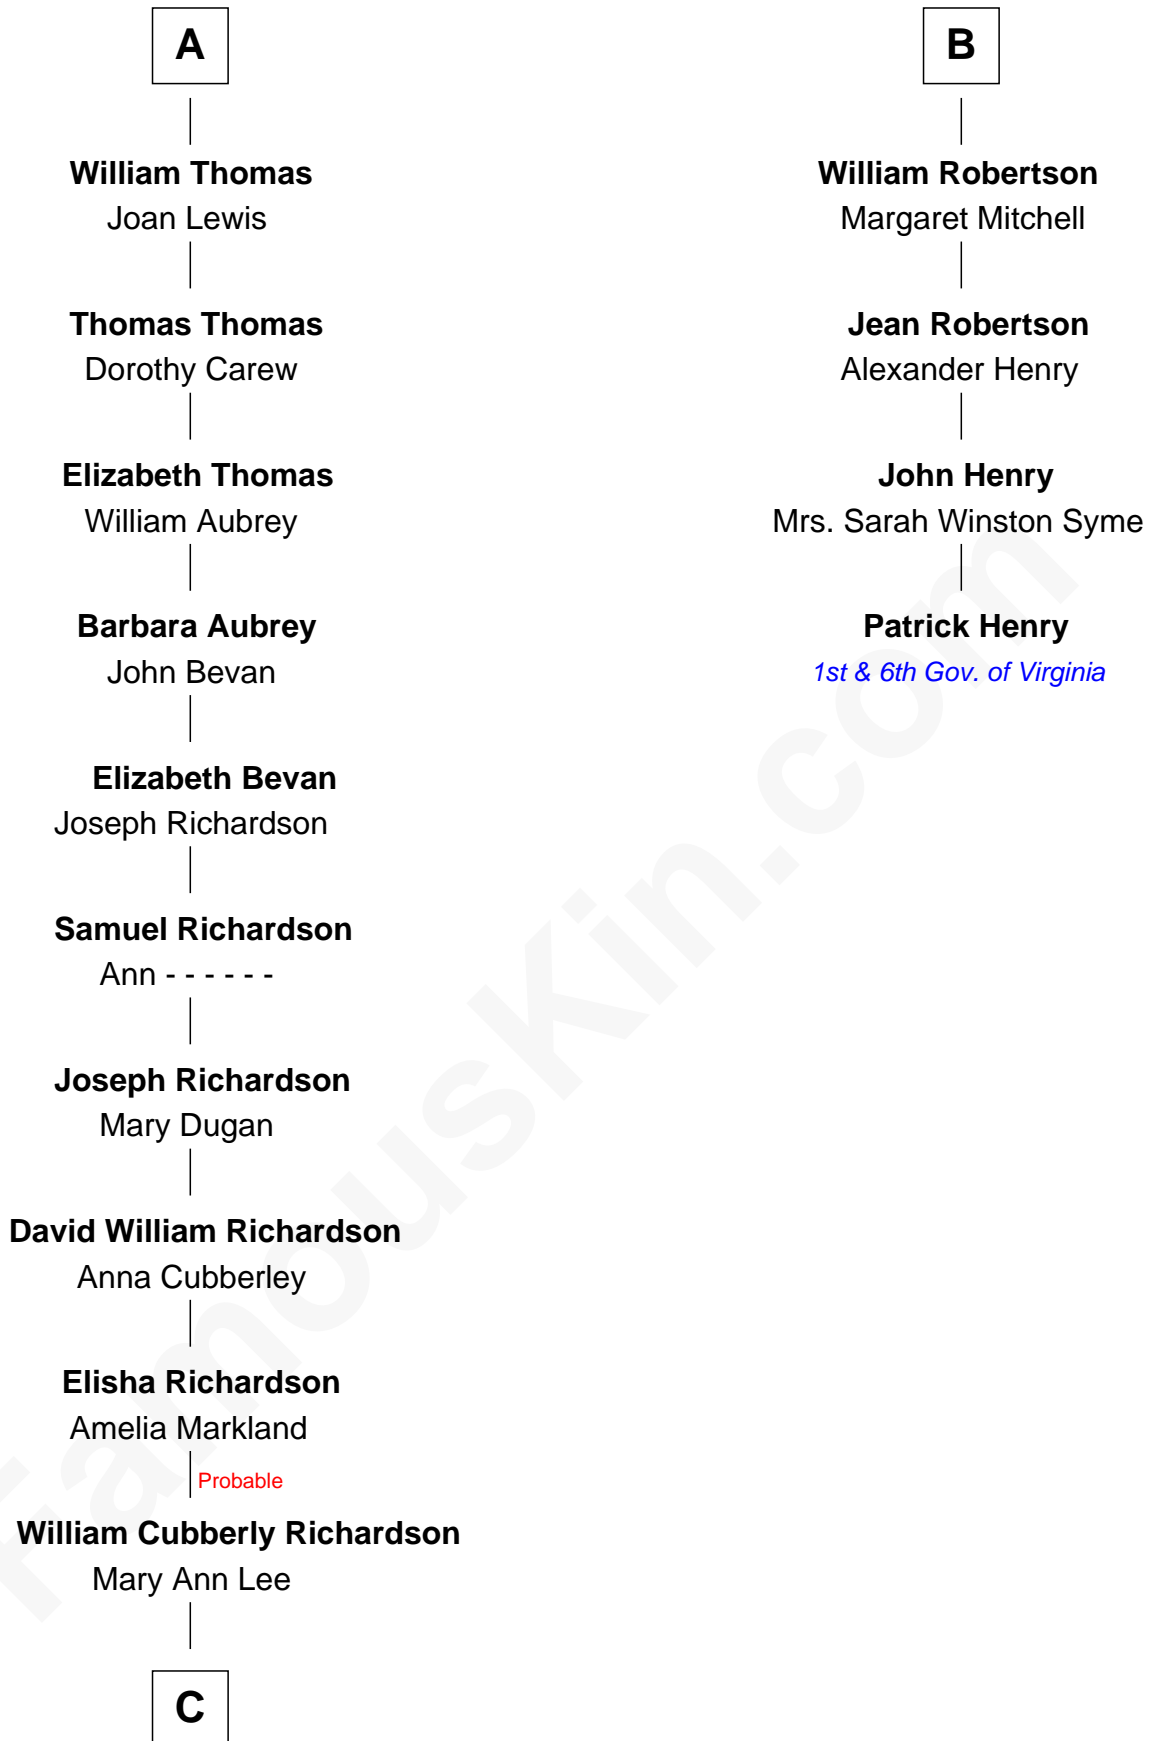 A
William Thomas
Joan Lewis
Thomas Thomas
Dorothy Carew
Elizabeth Thomas
William Aubrey
Barbara Aubrey
John Bevan
Elizabeth Bevan
Joseph Richardson
Samuel Richardson
Ann - - - - - -
Joseph Richardson
Mary Dugan
David William Richardson
Anna Cubberley
Elisha Richardson
Amelia Markland
Probable
William Cubberly Richardson
Mary Ann Lee
C
B
William Robertson
Margaret Mitchell
Jean Robertson
Alexander Henry
John Henry
Mrs. Sarah Winston Syme
Patrick Henry
1st & 6th Gov. of Virginia
FamousKin.com